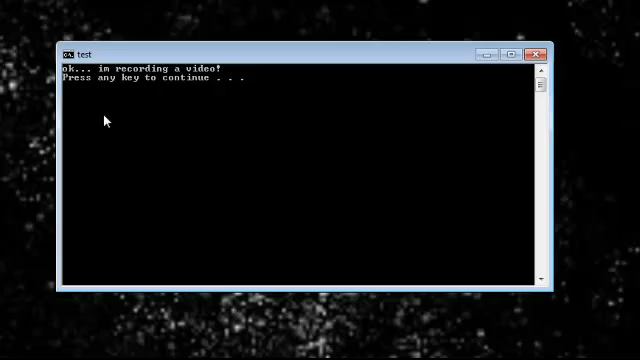 test
ok... im recording a video!
Press any key to continue . . .